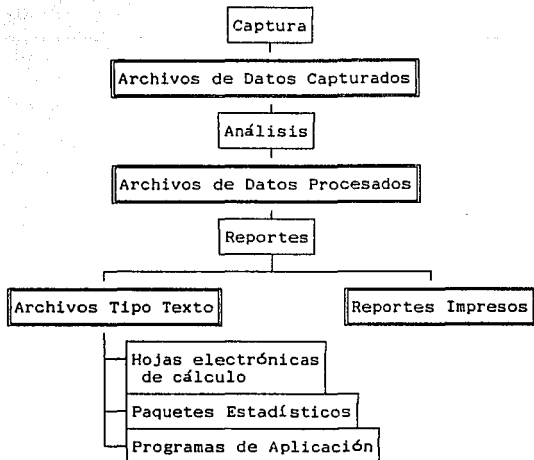 Captura
Archivos de Datos Capturados
Análisis
Archivos de Datos Procesados
Reportes
Archivos Tipo Texto
Reportes Impresos
Hojas electrónicas
de cálculo
Paquetes Estadísticos
Programas de Aplicación